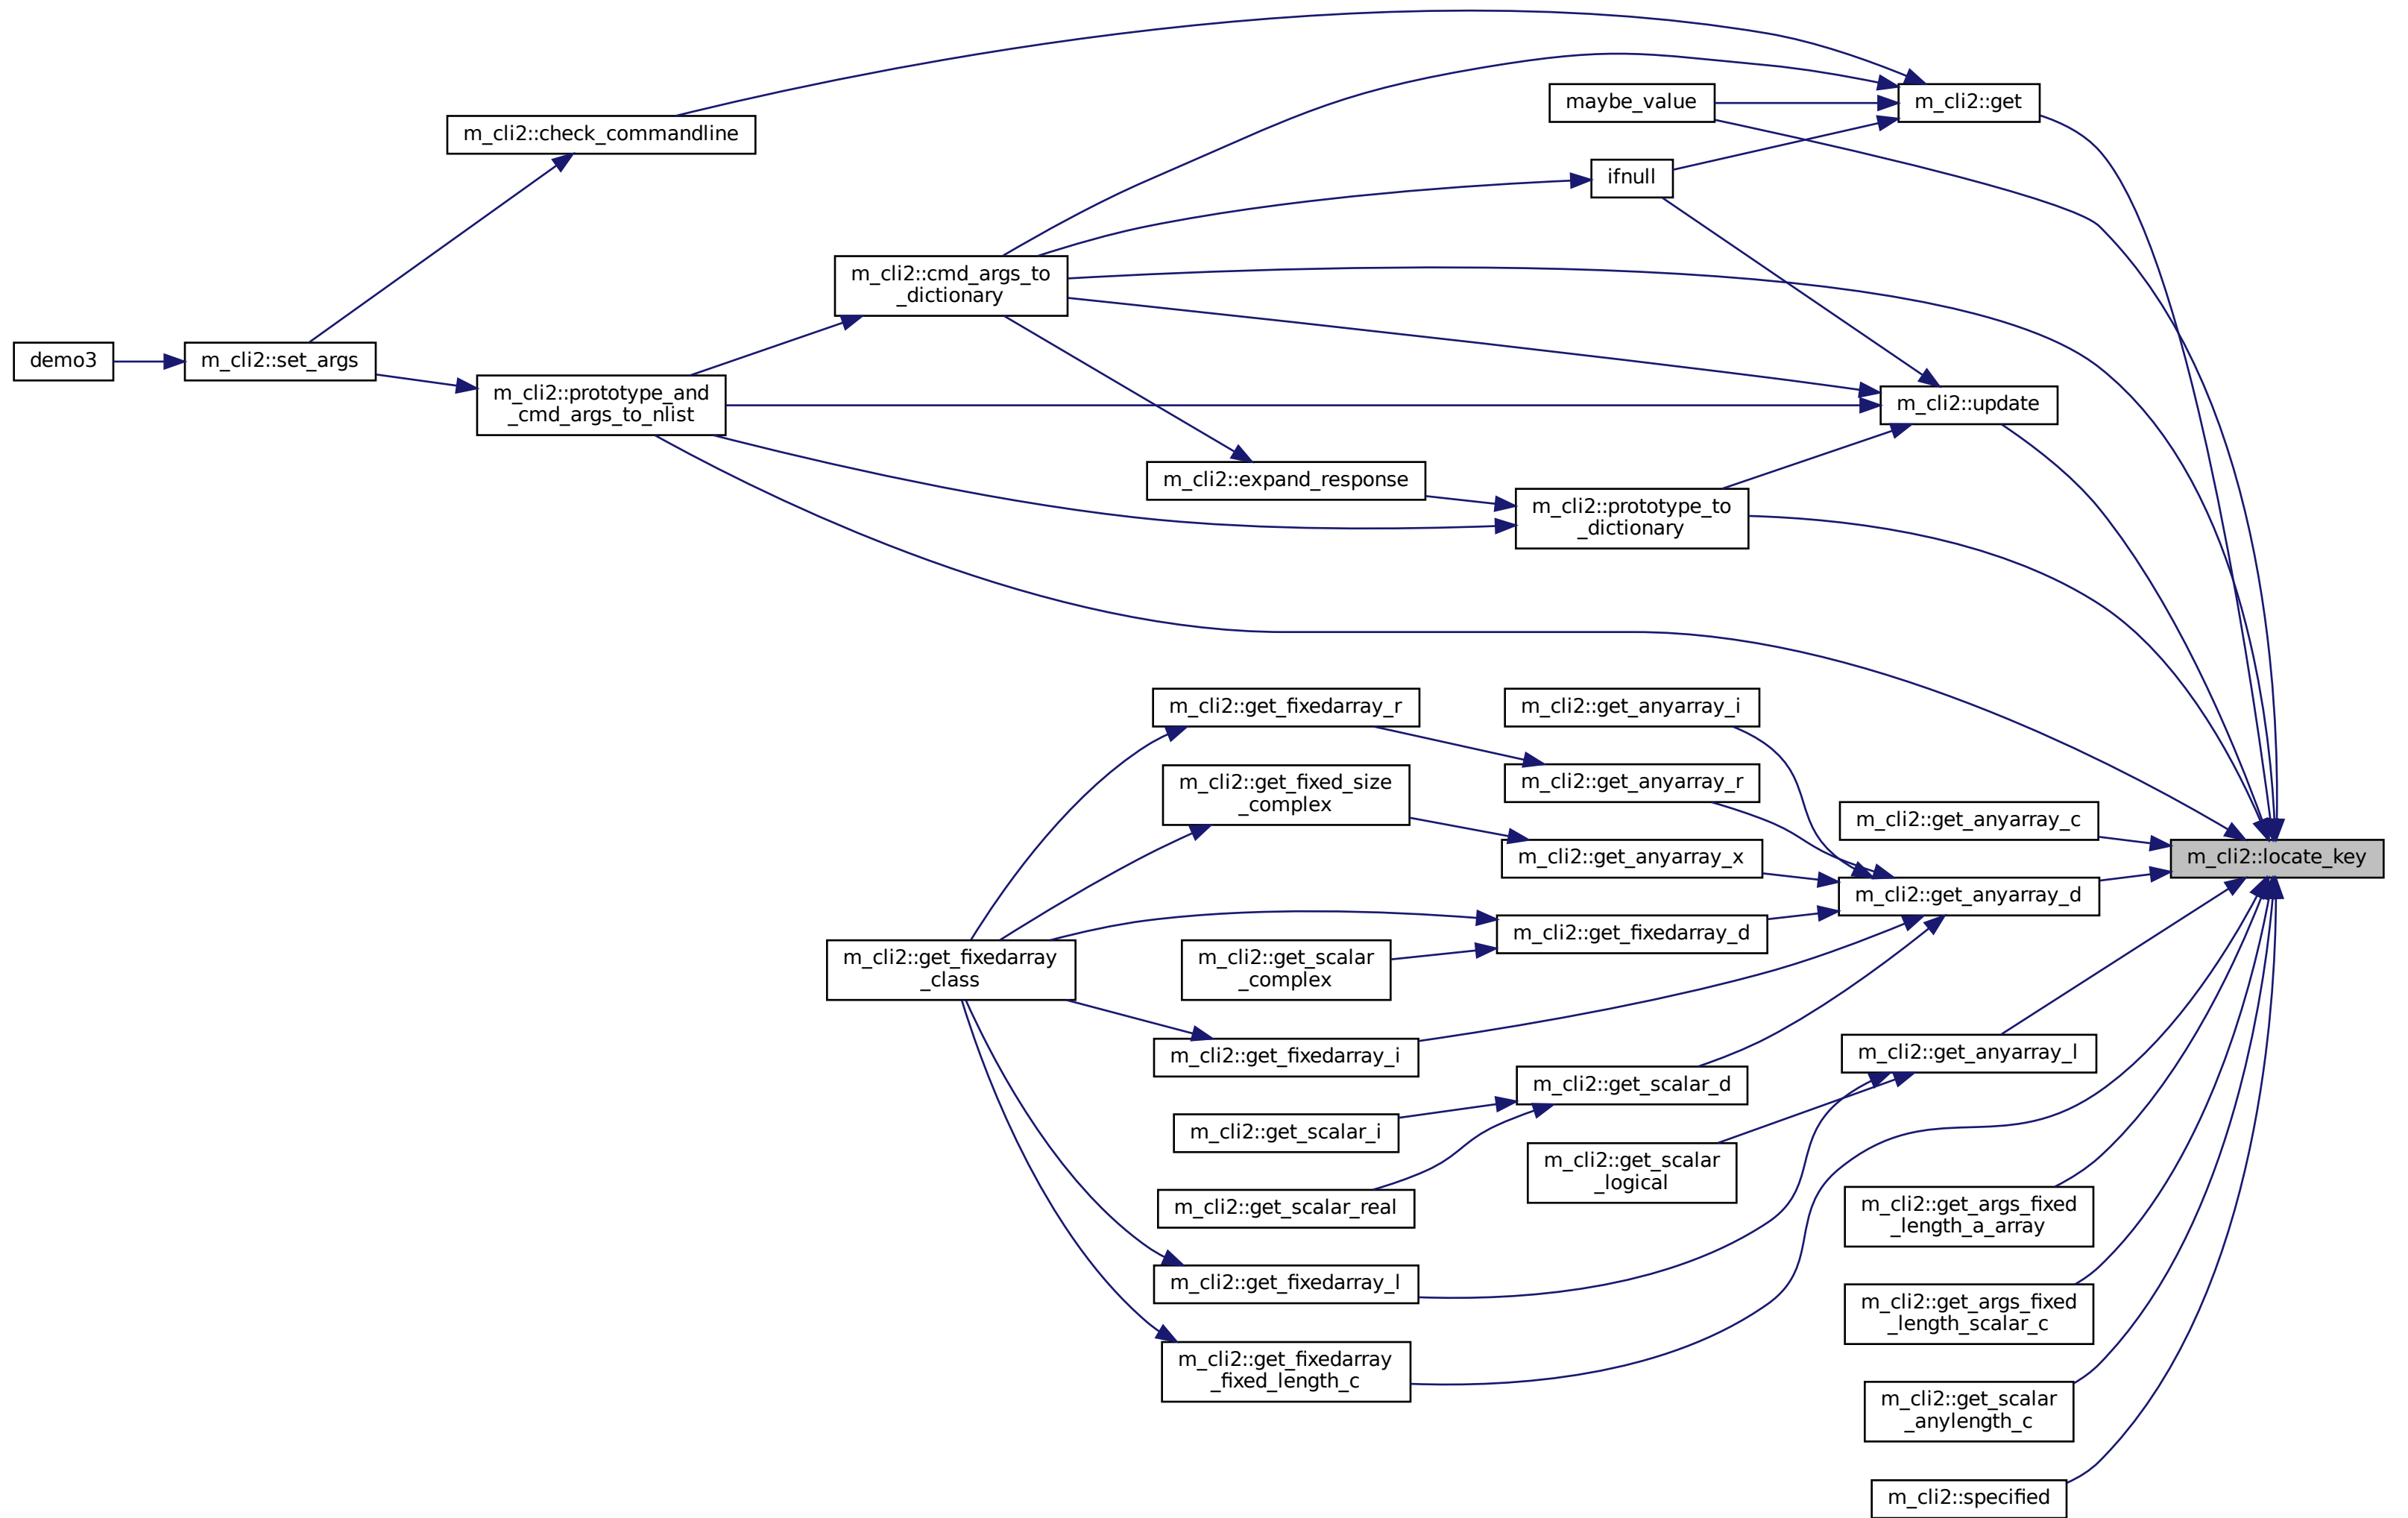 m_cli2::get
maybe_value
m_cli2::check_commandline
ifnull
m_cli2::cmd_args_to
_dictionary
demo3
m_cli2::set_args
m_cli2::prototype_and
_cmd_args_to_nlist
m_cli2::update
m_cli2::expand_response
m_cli2::prototype_to
_dictionary
m_cli2::get_fixedarray_r
m_cli2::get_anyarray_i
m_cli2::get_fixed_size
_complex
m_cli2::get_anyarray_r
m_cli2::get_anyarray_c
m_cli2::get_anyarray_x
m_cli2::locate_key
m_cli2::get_anyarray_d
m_cli2::get_fixedarray_d
m_cli2::get_fixedarray
_class
m_cli2::get_scalar
_complex
m_cli2::get_fixedarray_i
m_cli2::get_anyarray_l
m_cli2::get_scalar_d
m_cli2::get_scalar_i
m_cli2::get_scalar
_logical
m_cli2::get_scalar_real
m_cli2::get_args_fixed
_length_a_array
m_cli2::get_fixedarray_l
m_cli2::get_args_fixed
_length_scalar_c
m_cli2::get_fixedarray
_fixed_length_c
m_cli2::get_scalar
_anylength_c
m_cli2::specified